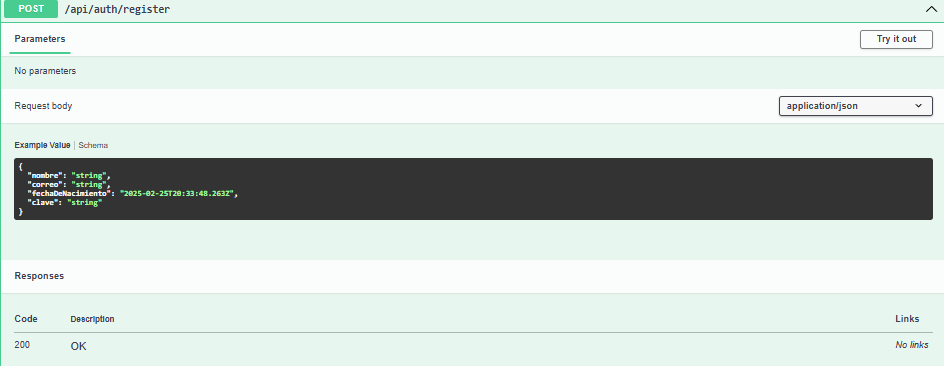 POST /api/auth/register
Parameters Try it out
No parameters
Request body application/json
Example Value | Schema
{
"nombre": "string",
"correo": "string",
"fechaDeNacimiento": "2025-02-25T20:33:48.263Z",
"clave": "string"
}
Responses
Code Description Links
200 OK No links